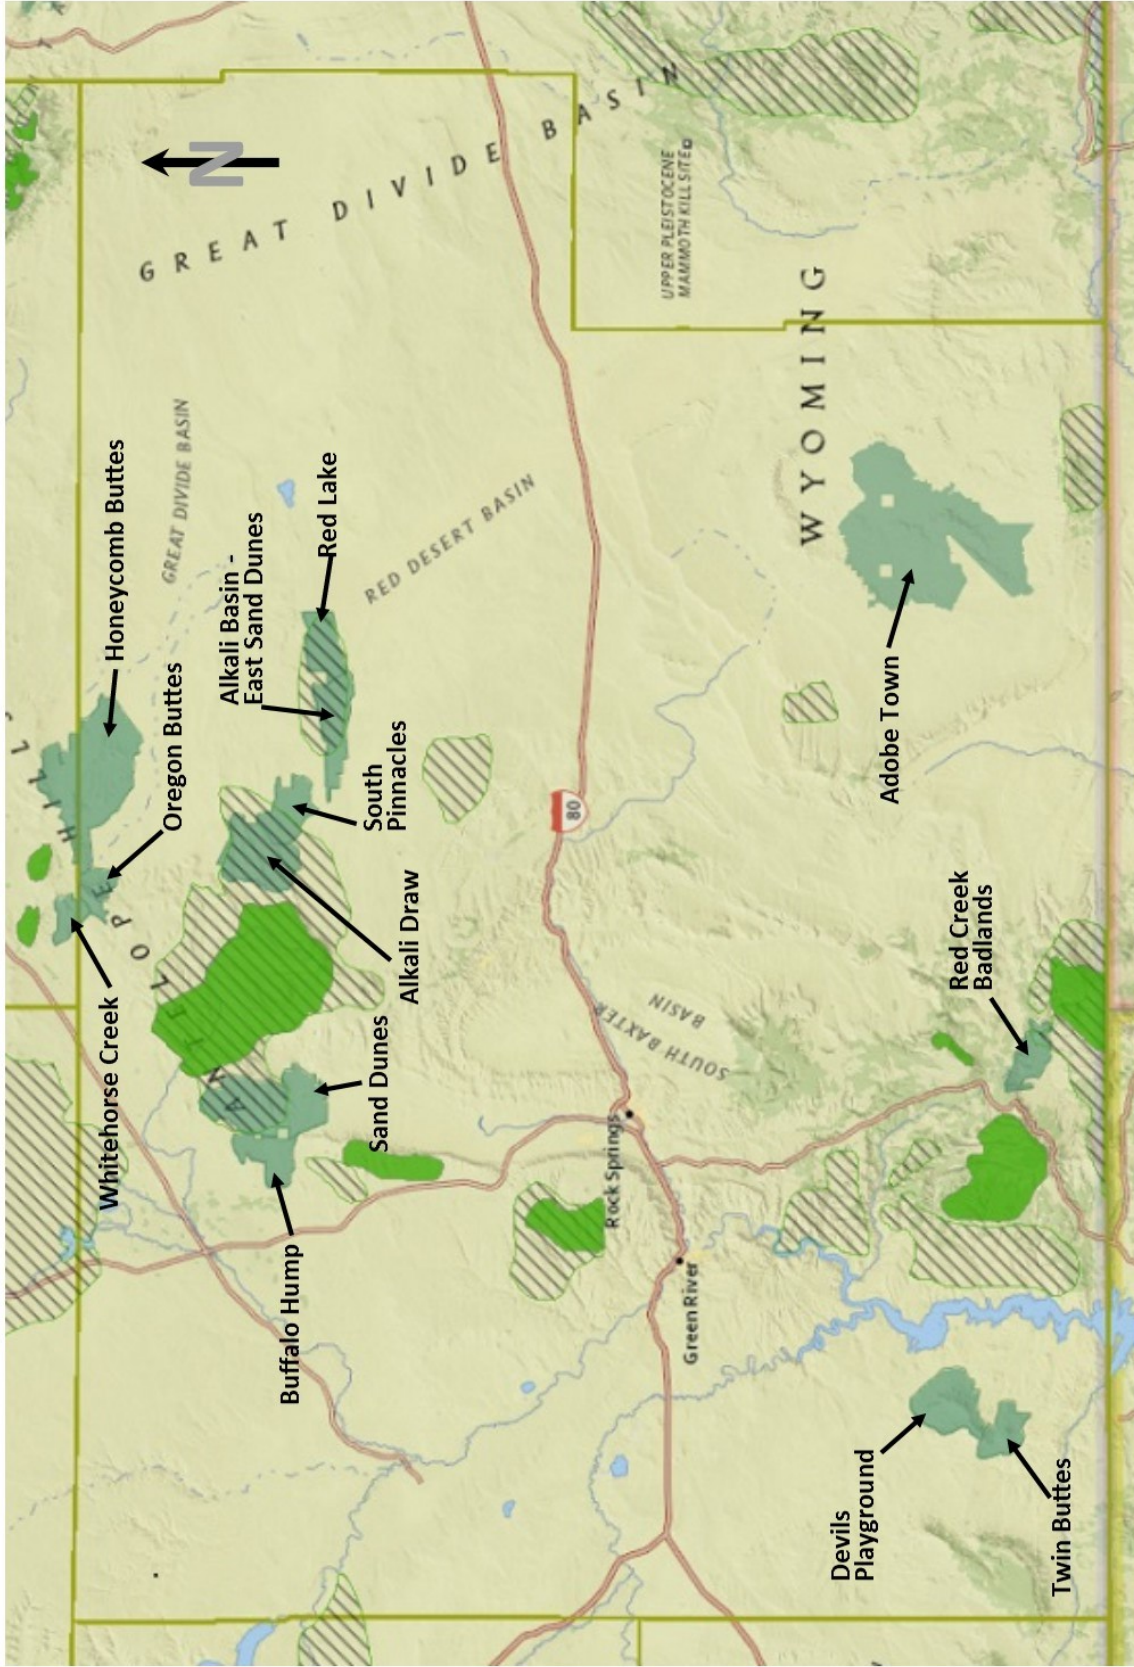 HILLS
ANTELOPE
Whitehorse Creek
Oregon Buttes
Honeycomb Buttes
N
GREAT DIVIDE BASIN
GREAT DIVIDE BASIN
Buffalo Hump
Sand Dunes
Alkali Draw
South
Pinnacles
Alkali Basin -
East Sand Dunes
Red Lake
RED DESERT BASIN
80
Rock Springs
Green River
SOUTH BAXTER
BASIN
UPPER PLEISTOCENE
MAMMOTH KILL SITE
WYOMING
Devils
Playground
Twin Buttes
Red Creek
Badlands
Adobe Town